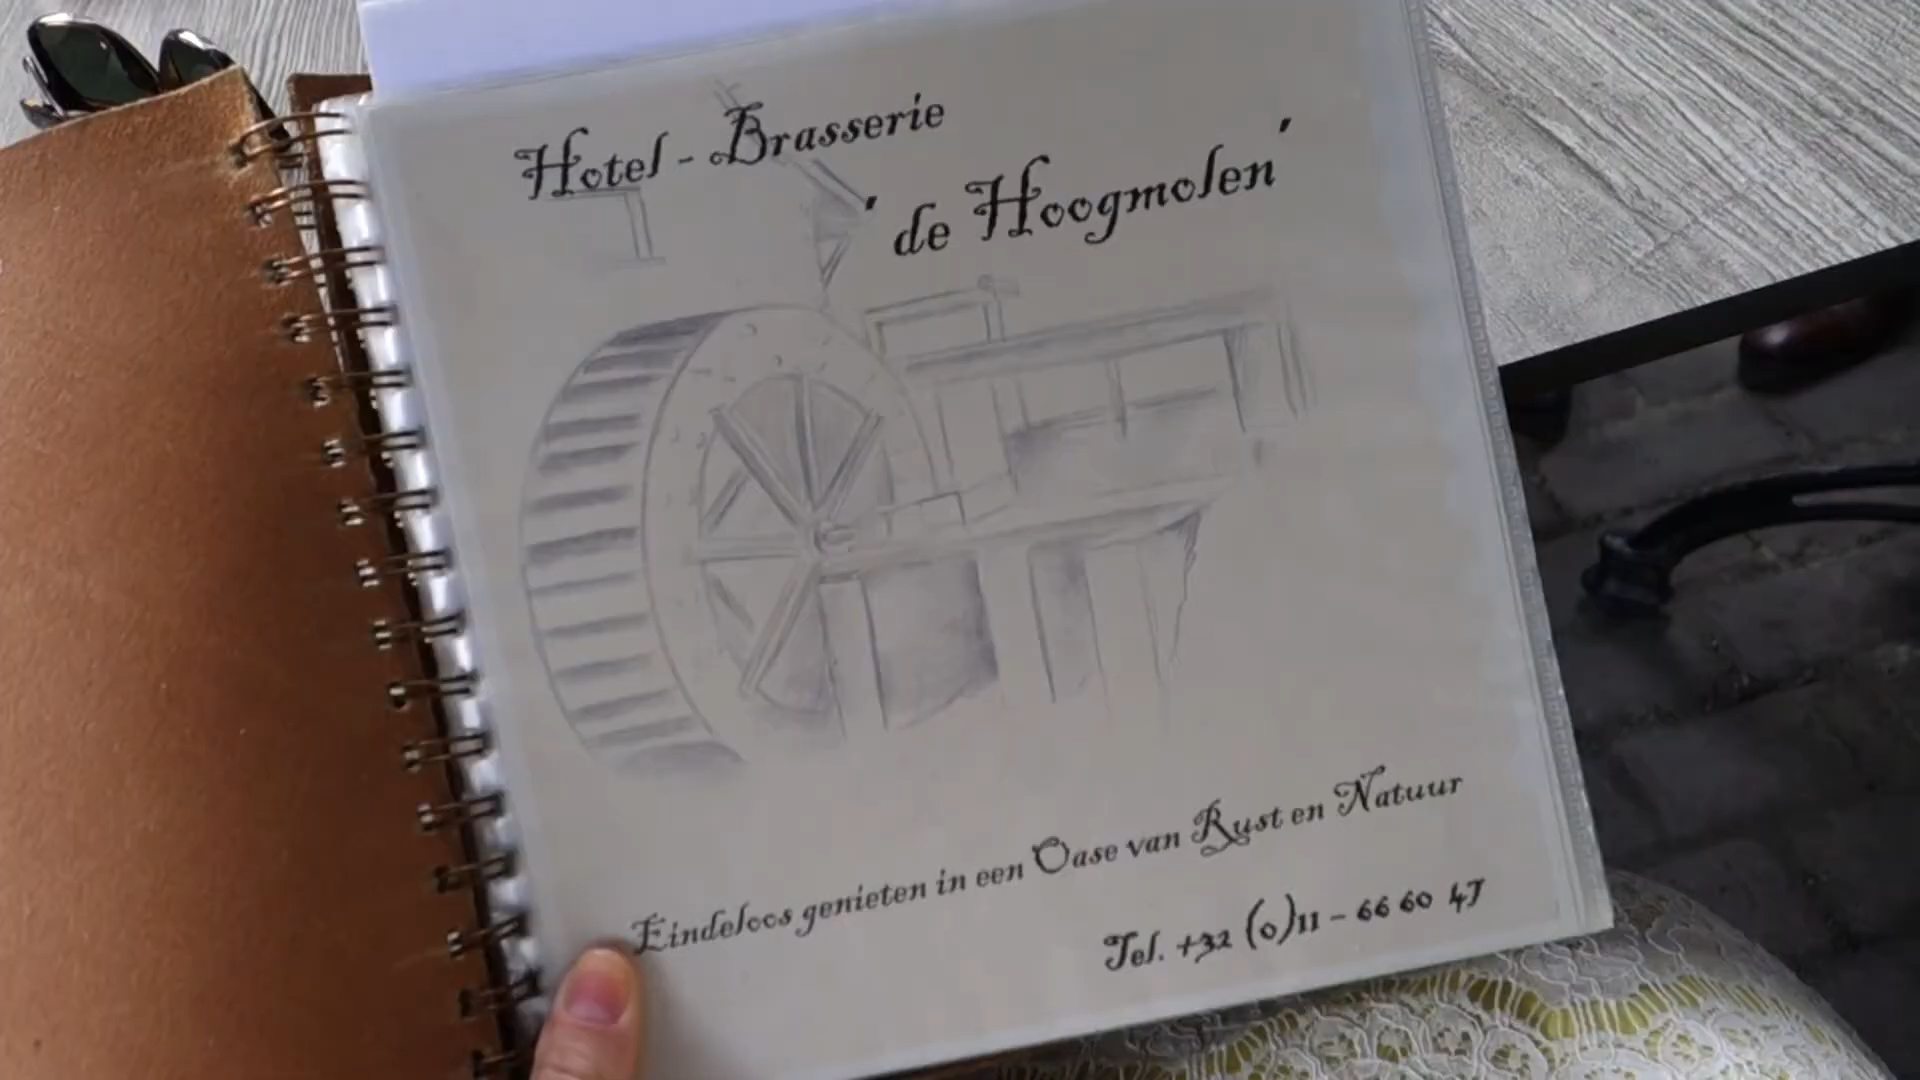 Hotel - Brasserie
' de Hoogmolen '
Eindeloos genieten in een Oase van Rust en Natuur
Tel. +32 (0)11 - 66 60 47